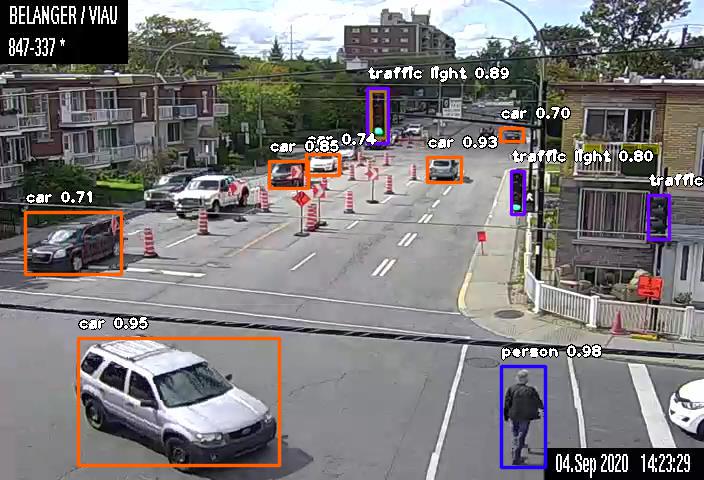 BELANGER / VIAU
847-337 *
traffic light 0.89
car 0.70
car 0.85
car 0.74
car 0.93
traffic light 0.80
traffic
car 0.71
car 0.95
person 0.98
04.Sep 2020 14:23:29